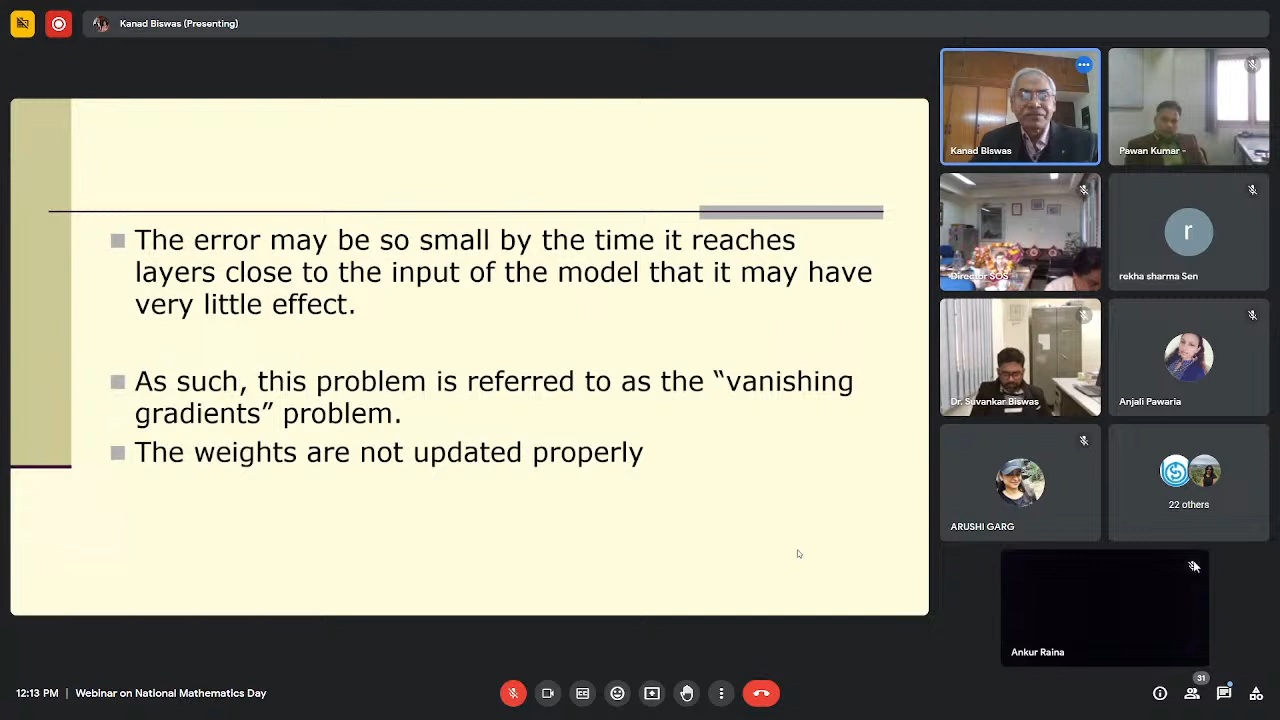 Kanad Biswas (Presenting)
The error may be so small by the time it reaches
layers close to the input of the model that it may have
very little effect.
As such, this problem is referred to as the “vanishing
gradients” problem.
The weights are not updated properly
Kanad Biswas
Pawan Kumar -
Director SOS
r
rekha sharma Sen
Dr. Suvankar Biswas
Anjali Pawaria
ARUSHI GARG
22 others
Ankur Raina
12:13 PM | Webinar on National Mathematics Day
31